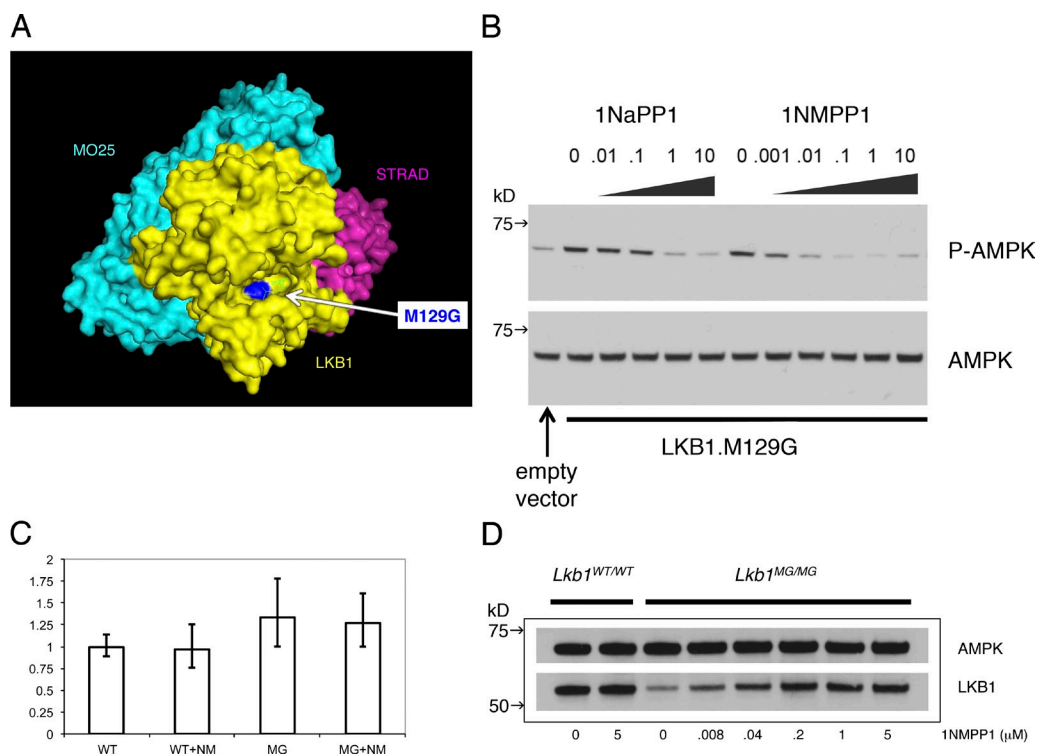 A
MO25
STRAD
M129G
LKB1
B
1NaPP1 1NMPP1
0 .01 .1 1 10 0 .001 .01 .1 1 10
kD
75→
P-AMPK
75→
AMPK
LKB1.M129G
empty
vector
C
2
1.75
1.5
1.25
1
0.75
0.5
0.25
0
WT WT+NM MG MG+NM
D
Lkb1WT/WT Lkb1MG/MG
kD
75→
AMPK
LKB1
50→
0 5 0 .008 .04 .2 1 5 1NMPP1 (μM)